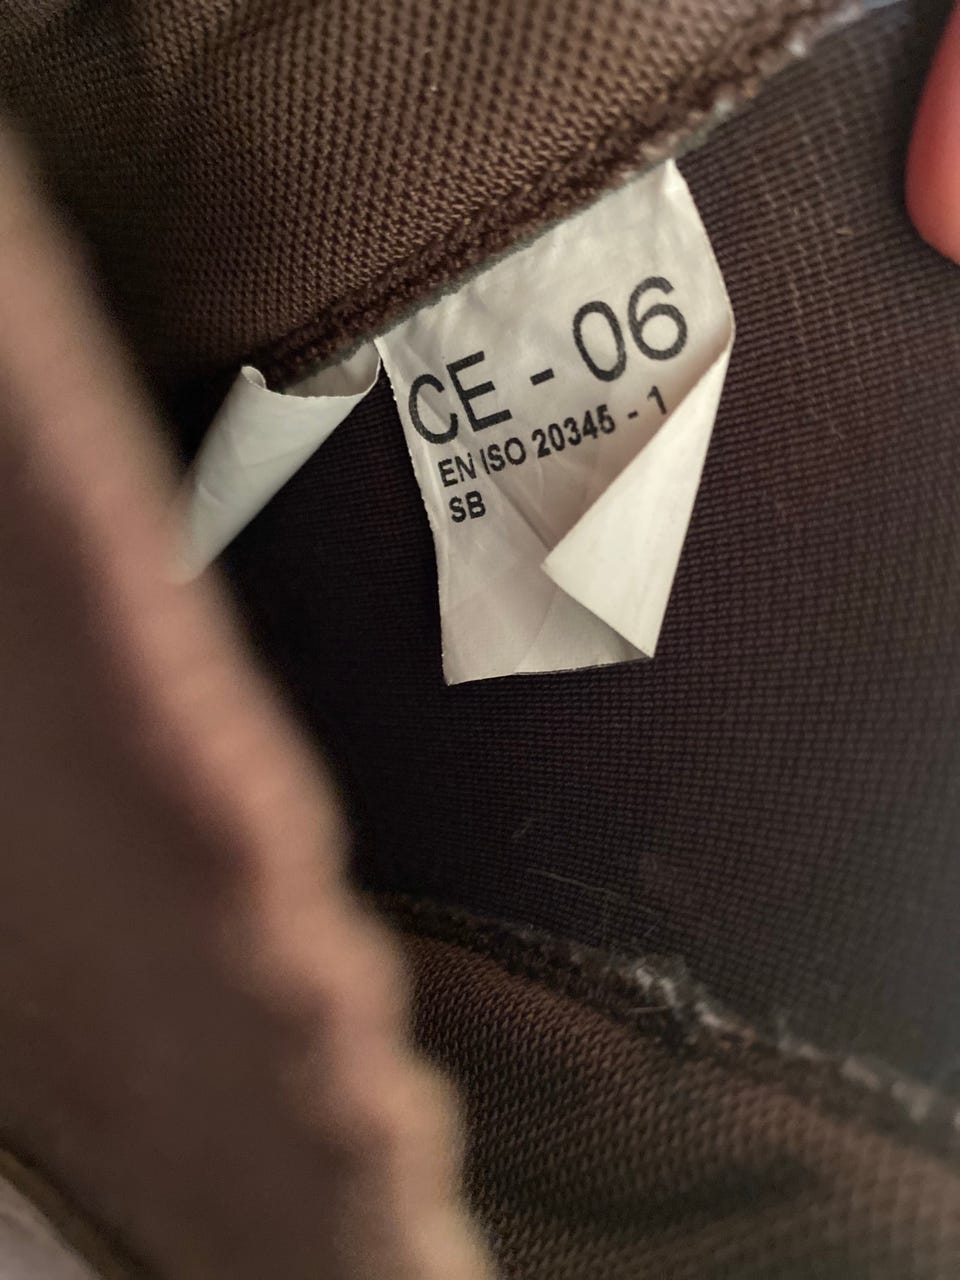 CE - 06
EN ISO 20345 - 1
SB